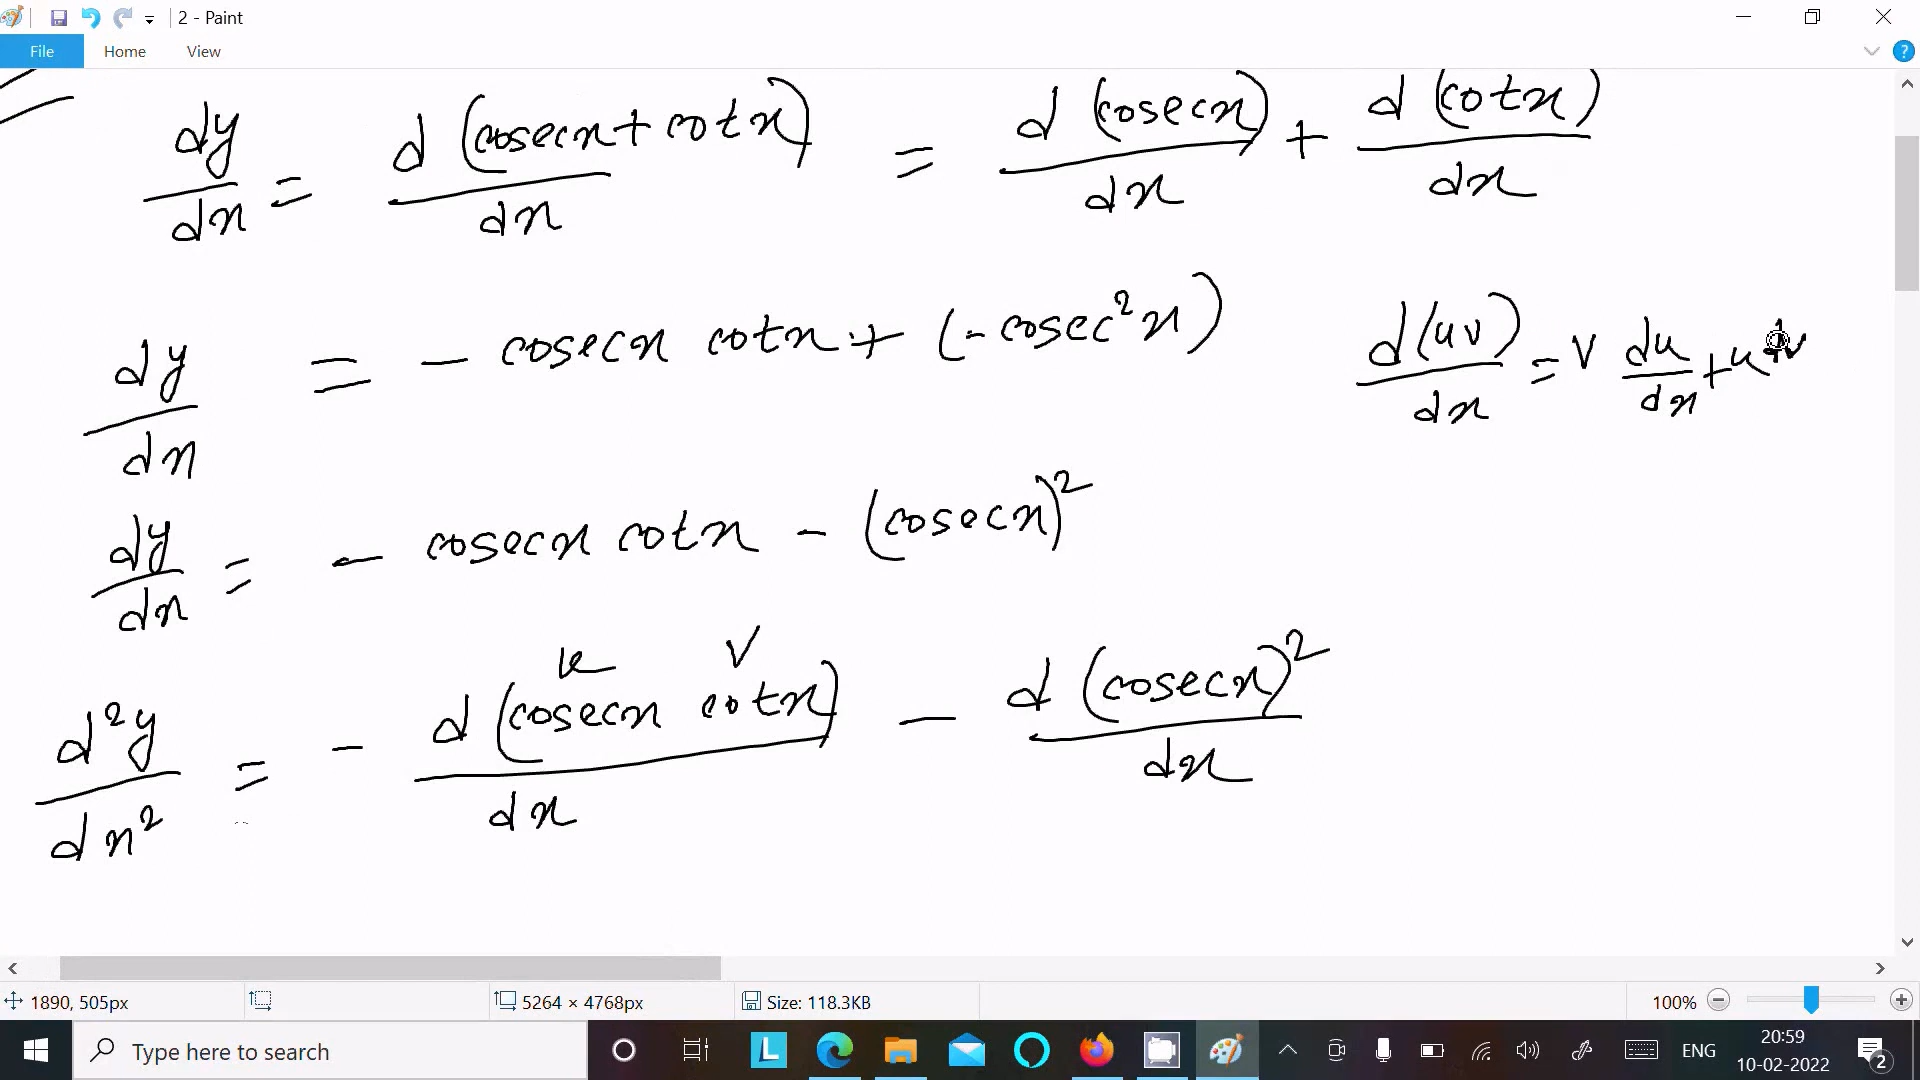 2 - Paint
File Home View
dy/dx = d (cosecx + cotx)/dx = d (cosecx)/dx + d (cotx)/dx
dy/dx = - cosecx cotx + (- cosec²x)
d(uv)/dx = v du/dx + u dv
dy/dx = - cosecx cotx - (cosecx)²
u v
d²y/dx² = - d (cosecx cotx)/dx - d (cosecx)²/dx
1890, 505px 5264 × 4768px Size: 118.3KB 100%
Type here to search L ENG 20:59
10-02-2022 2